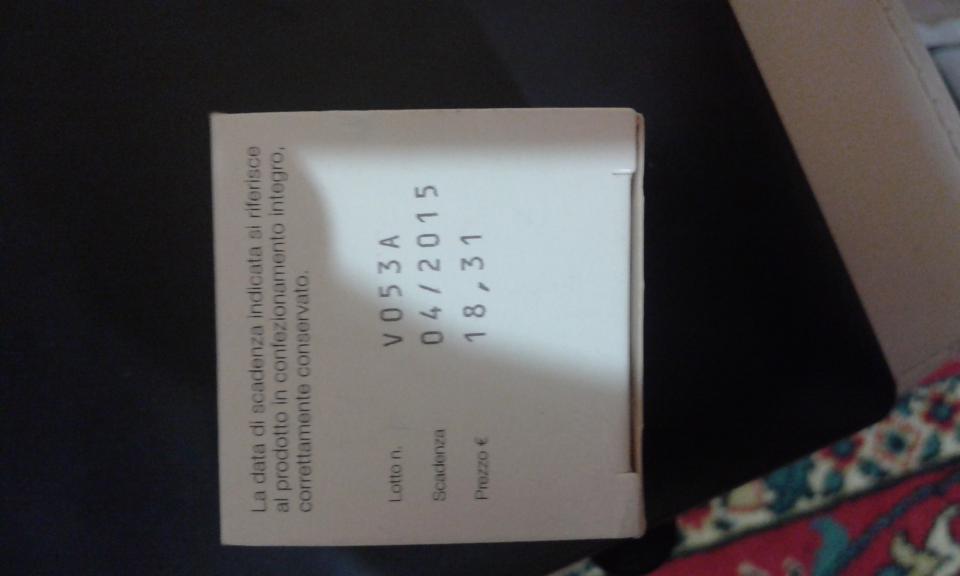 La data di scadenza indicata si riferisce
al prodotto in confezionamento integro,
correttamente conservato.
Lotto n. V053A
Scadenza 04/2015
Prezzo € 18,31